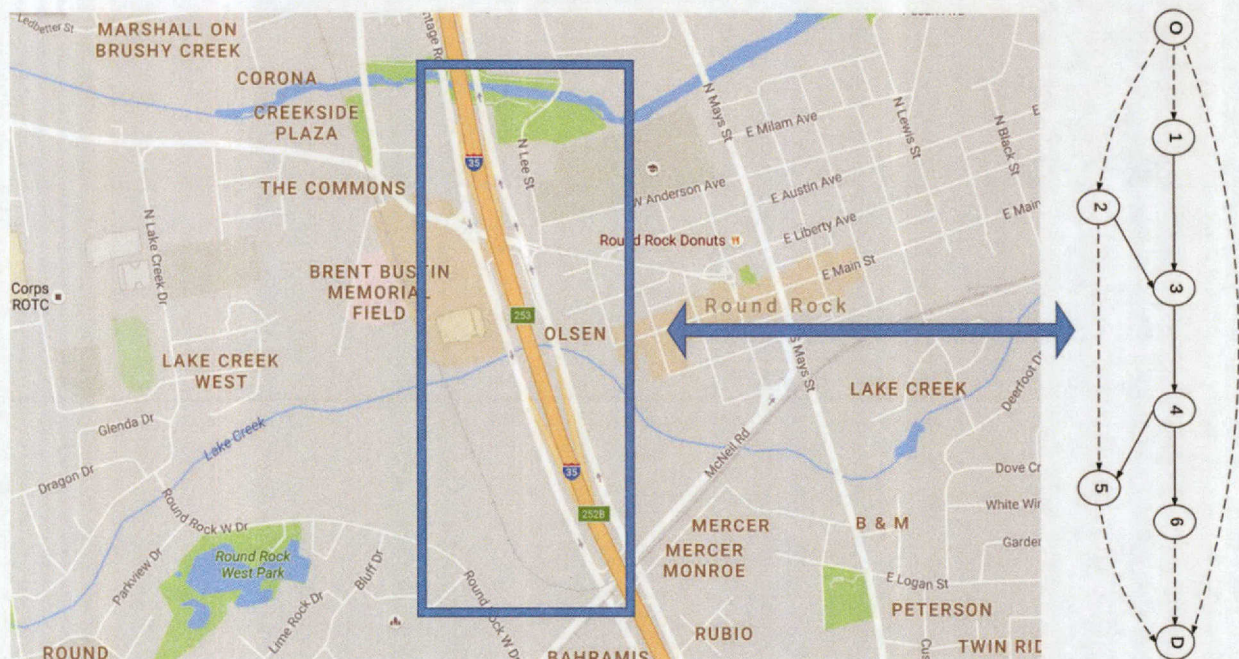 Ledbetter St
MARSHALL ON
BRUSHY CREEK
CORONA
CREEKSIDE
PLAZA
THE COMMONS
N Lake Creek Dr
BRENT BUSTIN
MEMORIAL
FIELD
Corps
ROTC
LAKE CREEK
WEST
Glenda Dr
Dragon Dr
Lake Creek
Round Rock W Dr
Parkview Dr
Round Rock
West Park
Lime Rock Dr
Bluff Dr
Round Rock W Dr
ROUND
BAHRAMIS
35
N Lee St
253
OLSEN
35
252B
N Mays St
E Milam Ave
N Lewis St
N Black St
W Anderson Ave
E Austin Ave
E Liberty Ave
E Main
Round Rock Donuts
E Main St
Round Rock
S Mays St
LAKE CREEK
Deerfoot Dr
McNeil Rd
Dove Cr
White Win
Garden
MERCER
MERCER
MONROE
B & M
E Logan St
PETERSON
RUBIO
TWIN RID
O
1
2
3
4
5
6
D